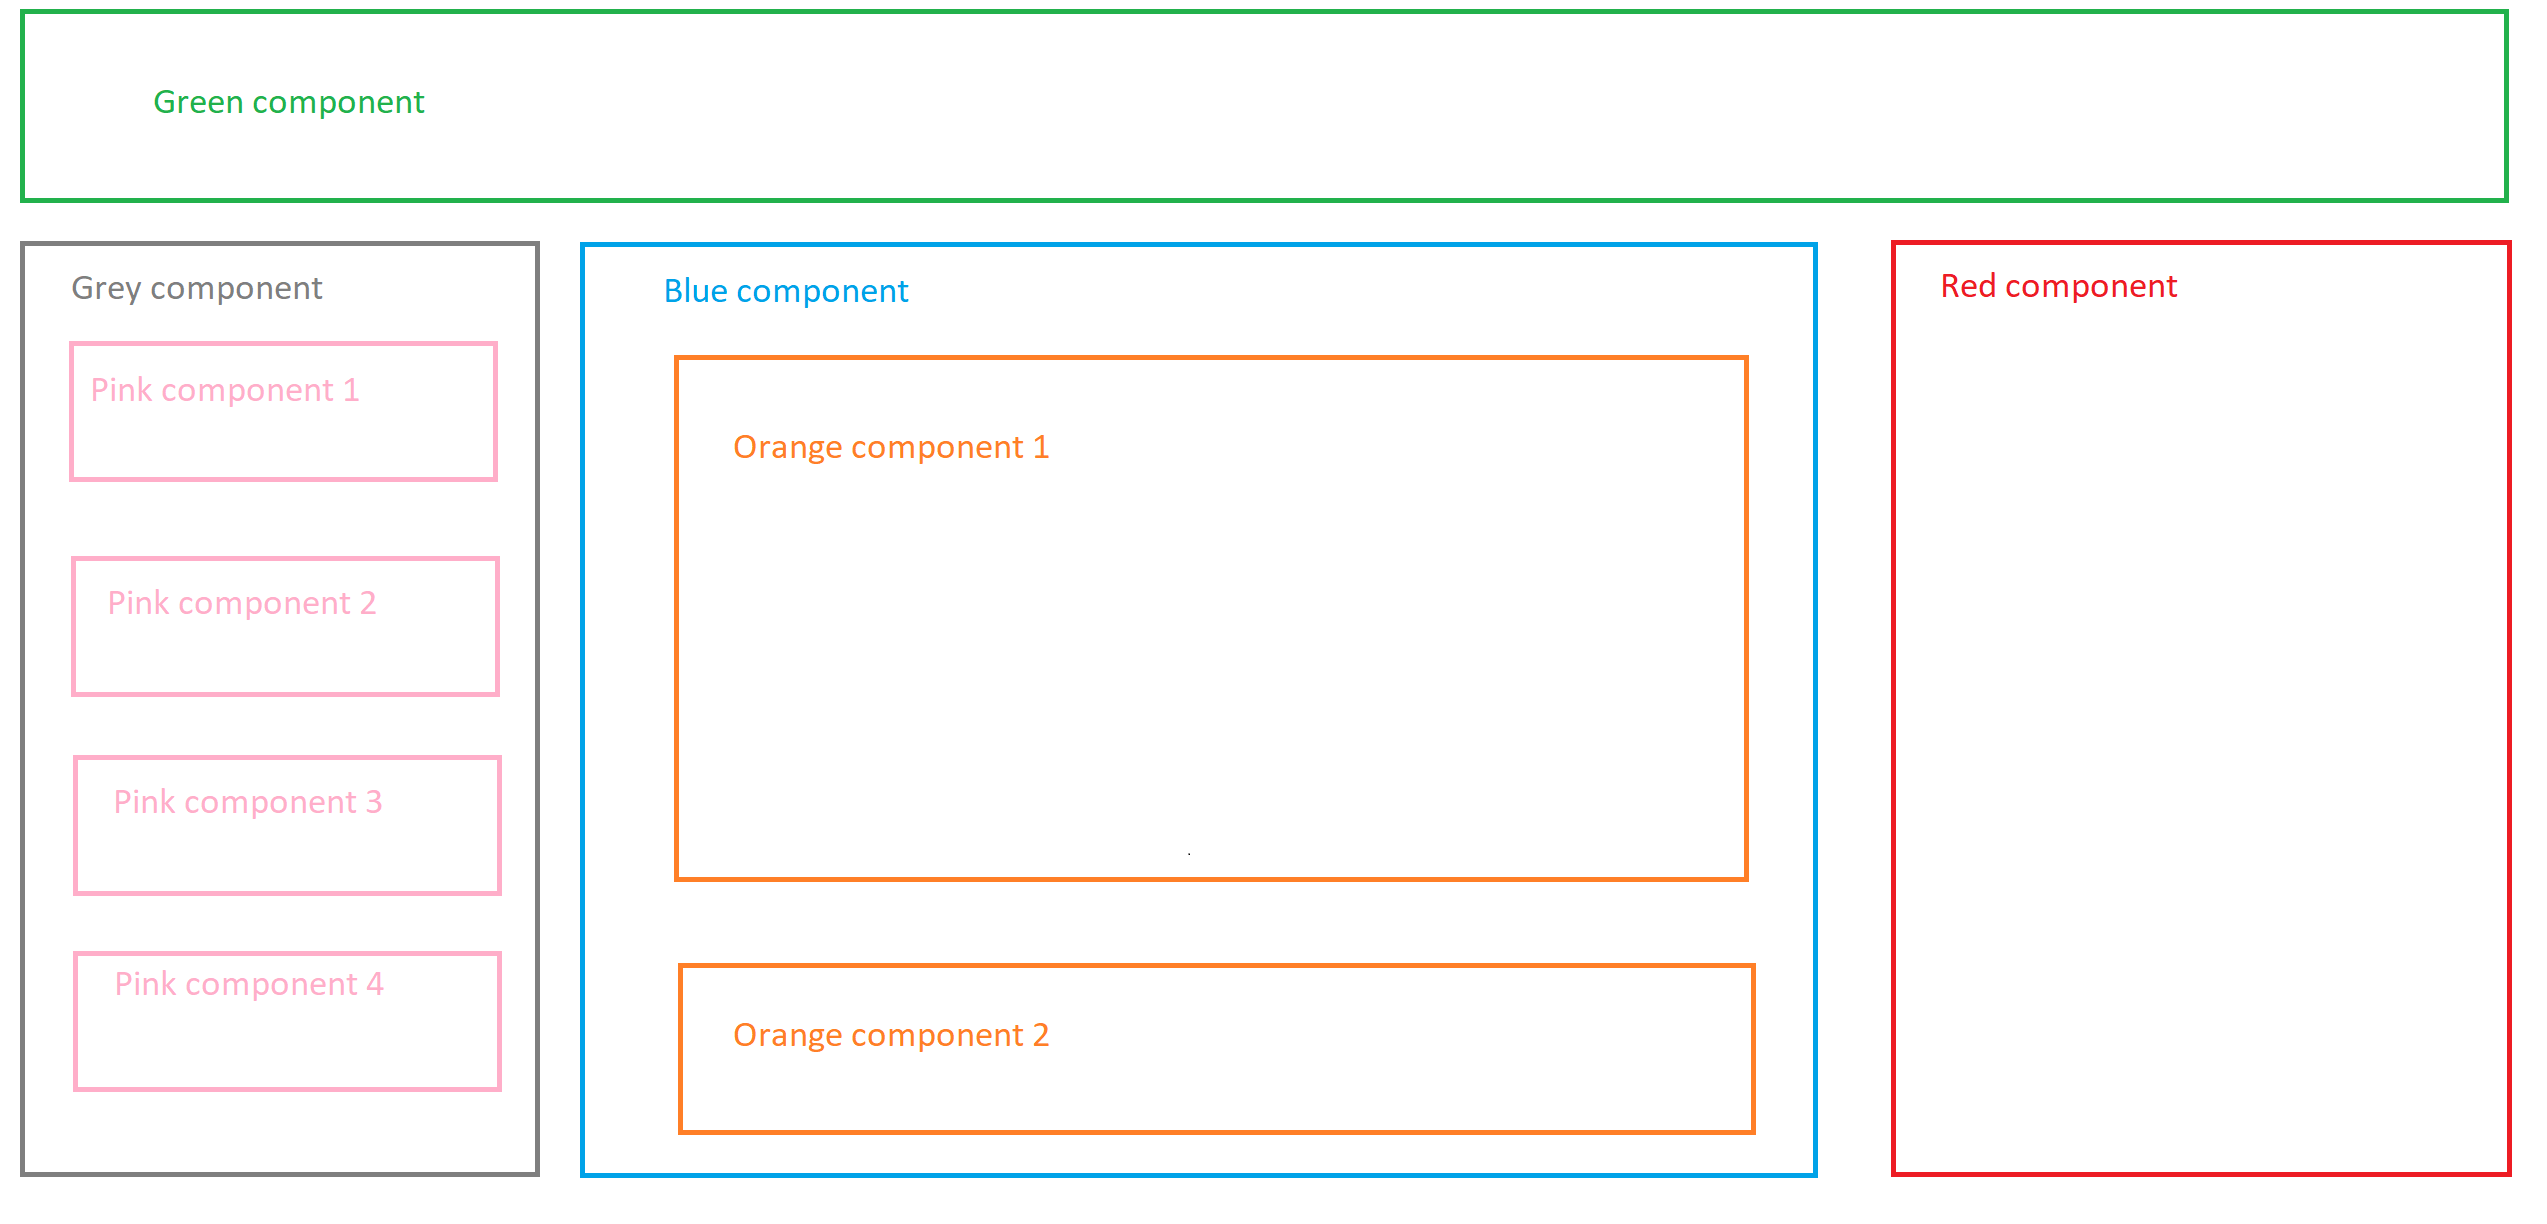 Green component
Grey component
Pink component 1
Pink component 2
Pink component 3
Pink component 4
Blue component
Orange component 1
Orange component 2
Red component